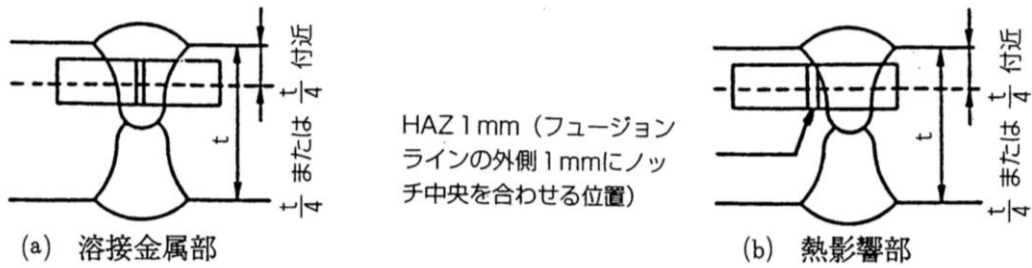 t
t/4 または t/4 付近
HAZ1mm(フュージョン
ラインの外側1mmにノッ
チ中央を合わせる位置)
t
t/4 または t/4 付近
(a) 溶接金属部
(b) 熱影響部